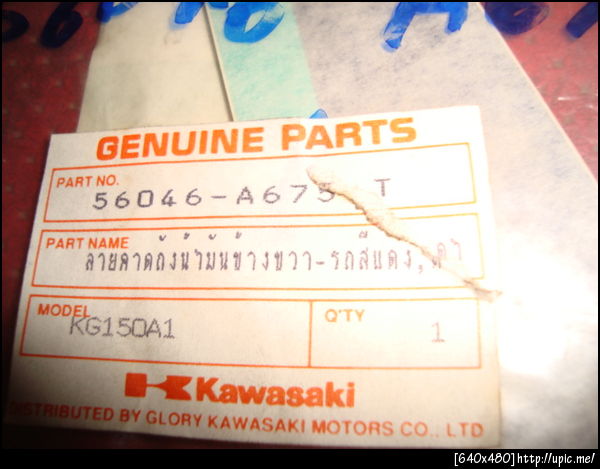 GENUINE PARTS
PART NO.
56046-A675 T
PART NAME
ลายคาดถังน้ำมันข้างขวา-รถสีแดง,ดำ
MODEL
KG150A1
Q'TY
1
Kawasaki
DISTRIBUTED BY GLORY KAWASAKI MOTORS CO., LTD
[640x480]http://upic.me/